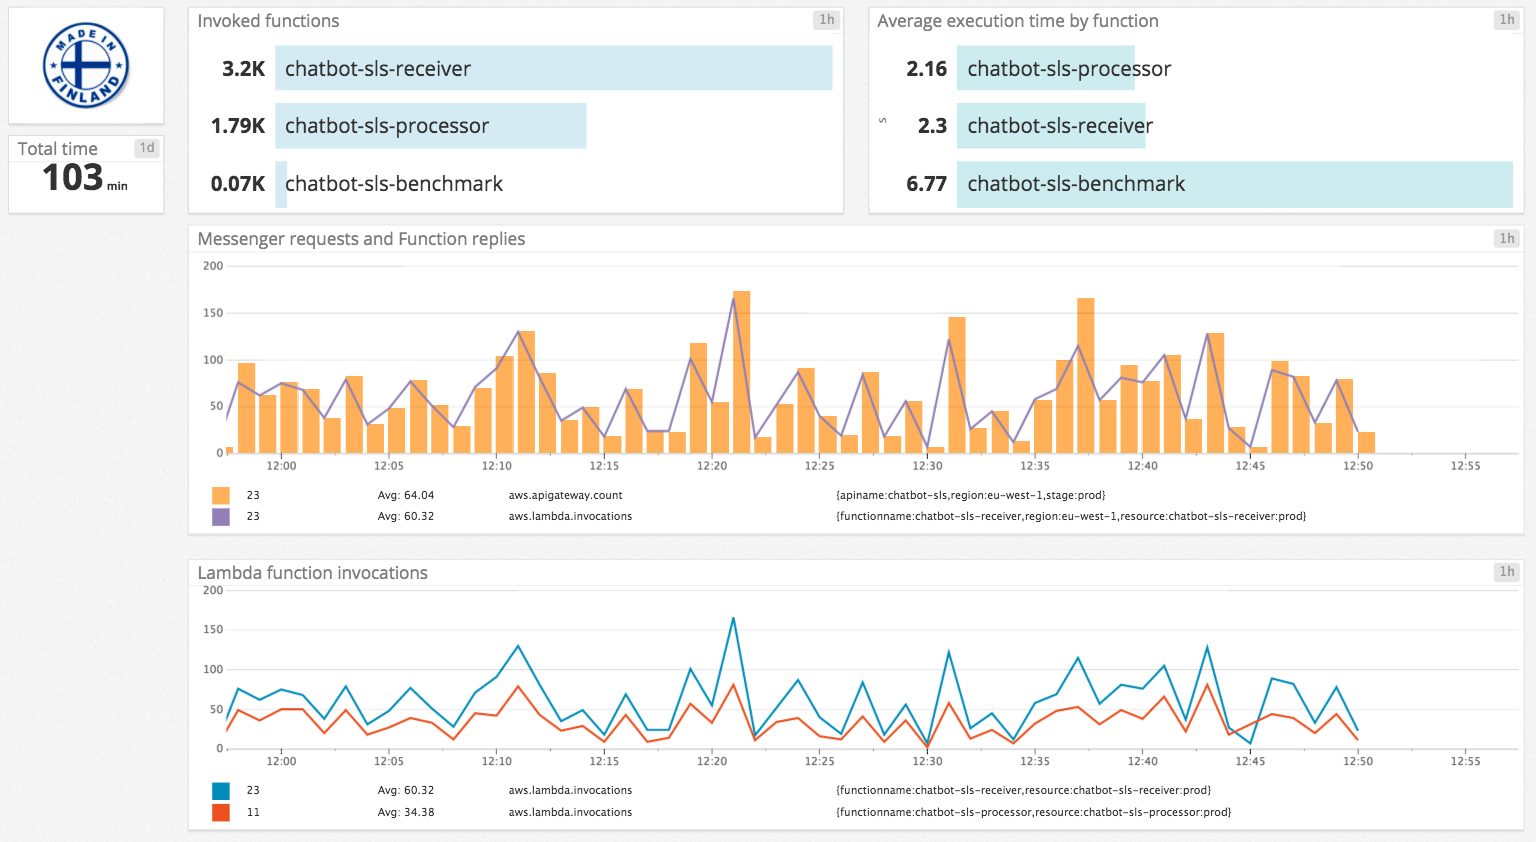 MADE IN
FINLAND
Total time 1d
103 min
Invoked functions 1h
3.2K chatbot-sls-receiver
1.79K chatbot-sls-processor
0.07K chatbot-sls-benchmark
Average execution time by function 1h
2.16 chatbot-sls-processor
s 2.3 chatbot-sls-receiver
6.77 chatbot-sls-benchmark
Messenger requests and Function replies 1h
200
150
100
50
0
12:00 12:05 12:10 12:15 12:20 12:25 12:30 12:35 12:40 12:45 12:50 12:55
23 Avg: 64.04 aws.apigateway.count {apiname:chatbot-sls,region:eu-west-1,stage:prod}
23 Avg: 60.32 aws.lambda.invocations {functionname:chatbot-sls-receiver,region:eu-west-1,resource:chatbot-sls-receiver:prod}
Lambda function invocations 1h
200
150
100
50
0
12:00 12:05 12:10 12:15 12:20 12:25 12:30 12:35 12:40 12:45 12:50 12:55
23 Avg: 60.32 aws.lambda.invocations {functionname:chatbot-sls-receiver,resource:chatbot-sls-receiver:prod}
11 Avg: 34.38 aws.lambda.invocations {functionname:chatbot-sls-processor,resource:chatbot-sls-processor:prod}